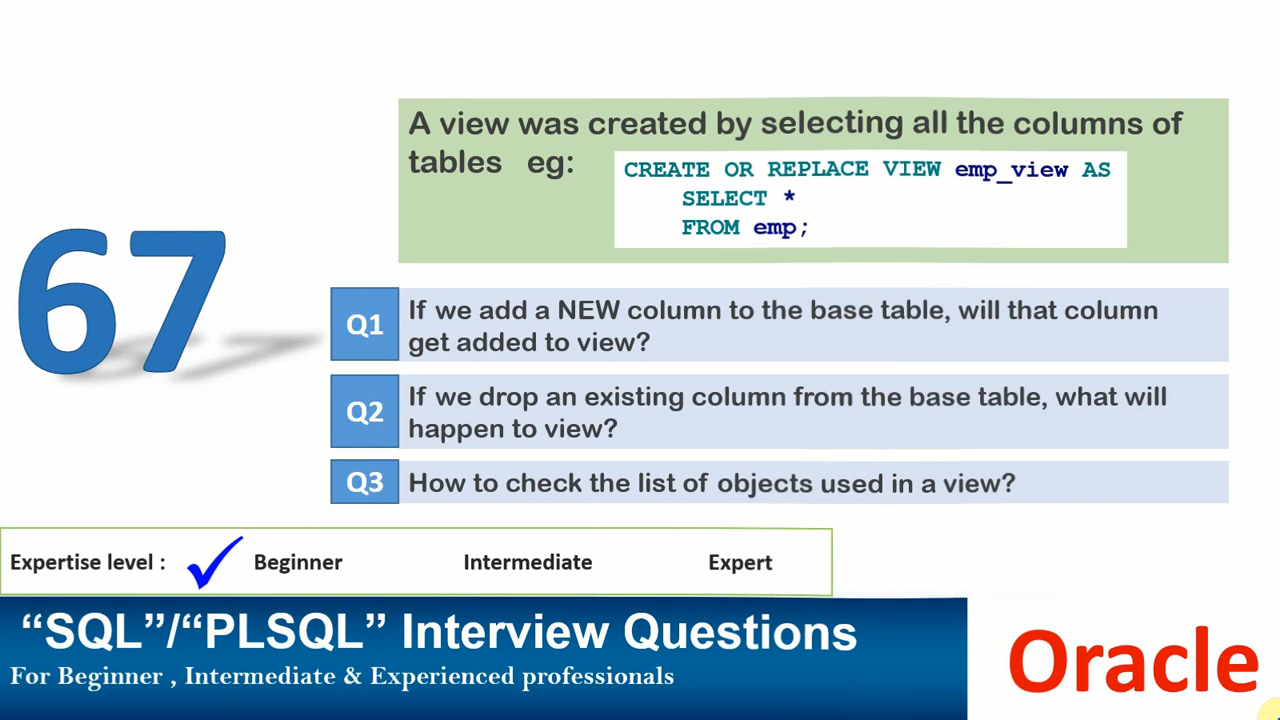 67
A view was created by selecting all the columns of
tables eg:
CREATE OR REPLACE VIEW emp_view AS
SELECT *
FROM emp;
Q1
If we add a NEW column to the base table, will that column
get added to view?
Q2
If we drop an existing column from the base table, what will
happen to view?
Q3
How to check the list of objects used in a view?
Expertise level : Beginner Intermediate Expert
“SQL”/“PLSQL” Interview Questions
For Beginner , Intermediate & Experienced professionals
Oracle